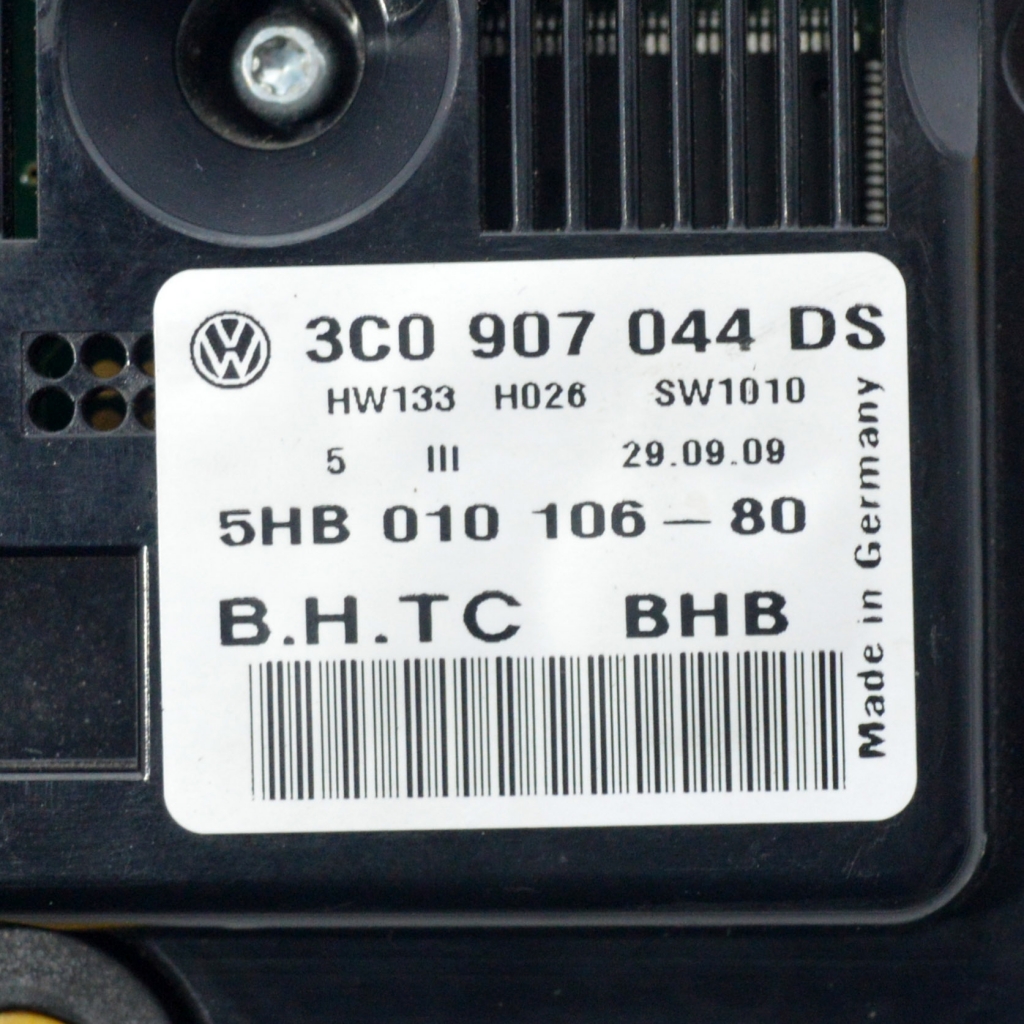 3C0 907 044 DS
HW133 H026 SW1010
5 III 29.09.09
5HB 010 106 – 80
B.H.TC BHB
Made in Germany